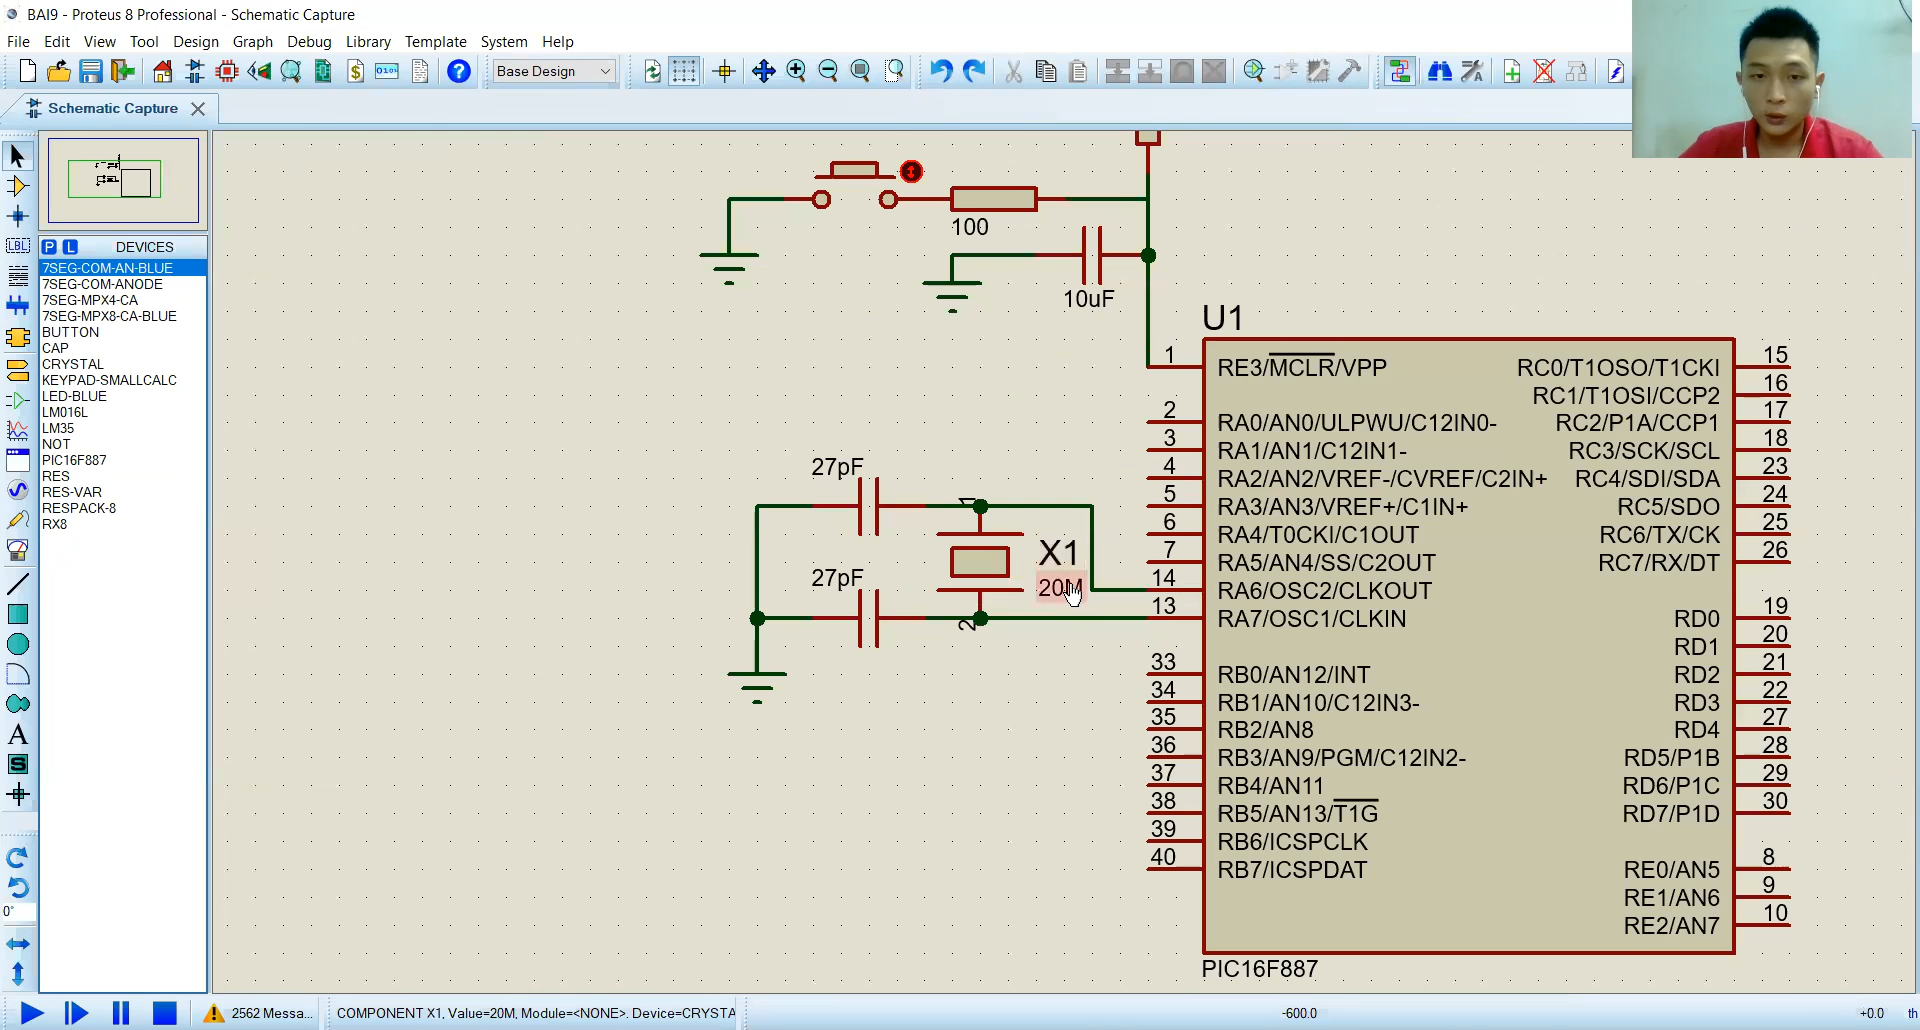 BAI9 - Proteus 8 Professional - Schematic Capture
File Edit View Tool Design Graph Debug Library Template System Help
Base Design
Schematic Capture
P L DEVICES
7SEG-COM-AN-BLUE
7SEG-COM-ANODE
7SEG-MPX4-CA
7SEG-MPX8-CA-BLUE
BUTTON
CAP
CRYSTAL
KEYPAD-SMALLCALC
LED-BLUE
LM016L
LM35
NOT
PIC16F887
RES
RES-VAR
RESPACK-8
RX8
LBL
A
S
0°
100
10uF
27pF
27pF
1
2
X1
20M
U1
1 RE3/MCLR/VPP
2 RA0/AN0/ULPWU/C12IN0-
3 RA1/AN1/C12IN1-
4 RA2/AN2/VREF-/CVREF/C2IN+
5 RA3/AN3/VREF+/C1IN+
6 RA4/T0CKI/C1OUT
7 RA5/AN4/SS/C2OUT
14 RA6/OSC2/CLKOUT
13 RA7/OSC1/CLKIN
33 RB0/AN12/INT
34 RB1/AN10/C12IN3-
35 RB2/AN8
36 RB3/AN9/PGM/C12IN2-
37 RB4/AN11
38 RB5/AN13/T1G
39 RB6/ICSPCLK
40 RB7/ICSPDAT
RC0/T1OSO/T1CKI 15
RC1/T1OSI/CCP2 16
RC2/P1A/CCP1 17
RC3/SCK/SCL 18
RC4/SDI/SDA 23
RC5/SDO 24
RC6/TX/CK 25
RC7/RX/DT 26
RD0 19
RD1 20
RD2 21
RD3 22
RD4 27
RD5/P1B 28
RD6/P1C 29
RD7/P1D 30
RE0/AN5 8
RE1/AN6 9
RE2/AN7 10
PIC16F887
2562 Messa...
COMPONENT X1, Value=20M, Module=<NONE>. Device=CRYSTA
-600.0
+0.0
th